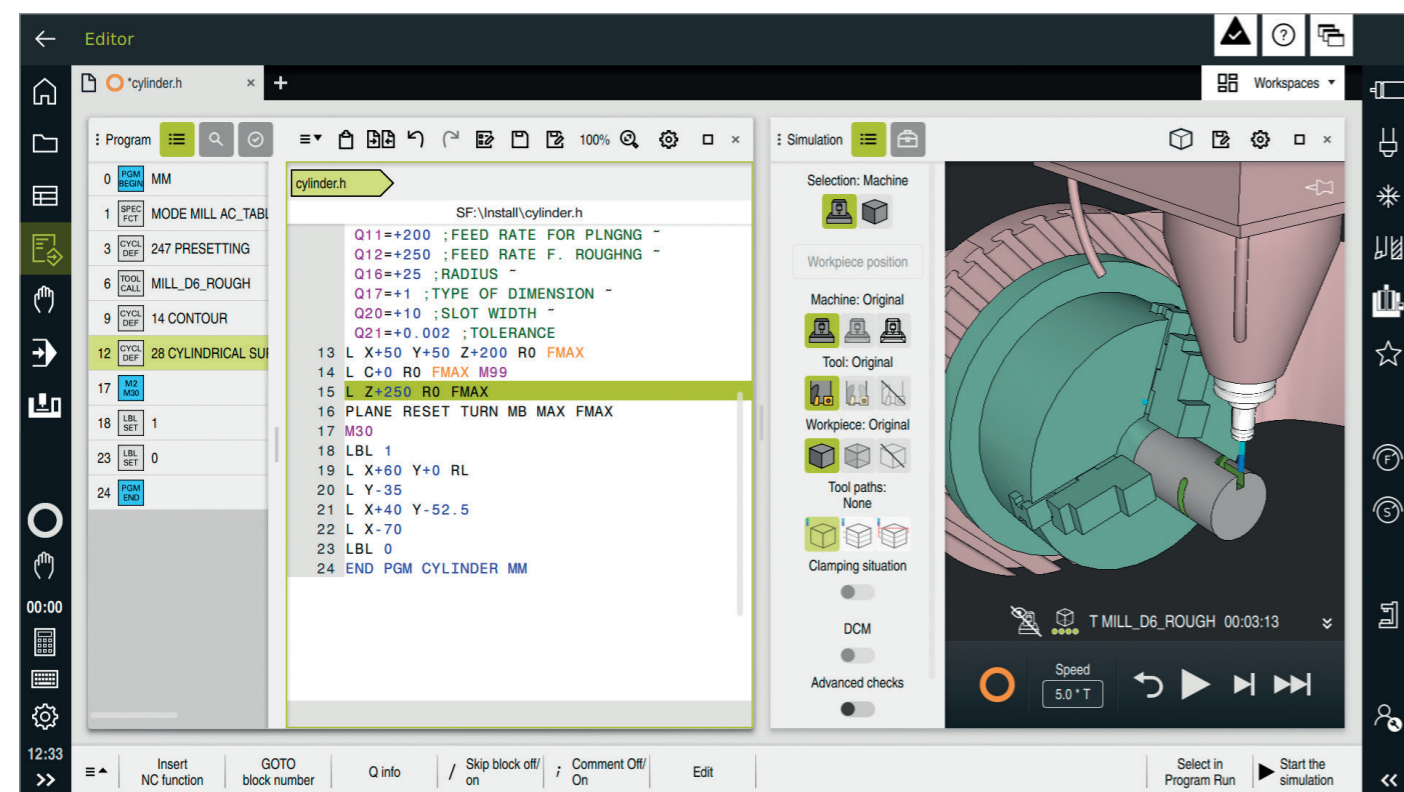 Editor
*cylinder.h
Workspaces
Program
100%
0 PGM BEGIN MM
1 SPEC FCT MODE MILL AC_TABL
3 CYCL DEF 247 PRESETTING
6 TOOL CALL MILL_D6_ROUGH
9 CYCL DEF 14 CONTOUR
12 CYCL DEF 28 CYLINDRICAL SUI
17 M2 M30
18 LBL SET 1
23 LBL SET 0
24 PGM END
cylinder.h
SF:\Install\cylinder.h
Q11=+200 ;FEED RATE FOR PLNGNG ~
Q12=+250 ;FEED RATE F. ROUGHNG ~
Q16=+25 ;RADIUS ~
Q17=+1 ;TYPE OF DIMENSION ~
Q20=+10 ;SLOT WIDTH ~
Q21=+0.002 ;TOLERANCE
13 L X+50 Y+50 Z+200 R0 FMAX
14 L C+0 R0 FMAX M99
15 L Z+250 R0 FMAX
16 PLANE RESET TURN MB MAX FMAX
17 M30
18 LBL 1
19 L X+60 Y+0 RL
20 L Y-35
21 L X+40 Y-52.5
22 L X-70
23 LBL 0
24 END PGM CYLINDER MM
Simulation
Selection: Machine
Workpiece position
Machine: Original
Tool: Original
Workpiece: Original
Tool paths:
None
Clamping situation
DCM
Advanced checks
T MILL_D6_ROUGH 00:03:13
Speed
5.0 * T
F
S
00:00
12:33
Insert
NC function
GOTO
block number
Q info
/ Skip block off/
on
; Comment Off/
On
Edit
Select in
Program Run
Start the
simulation